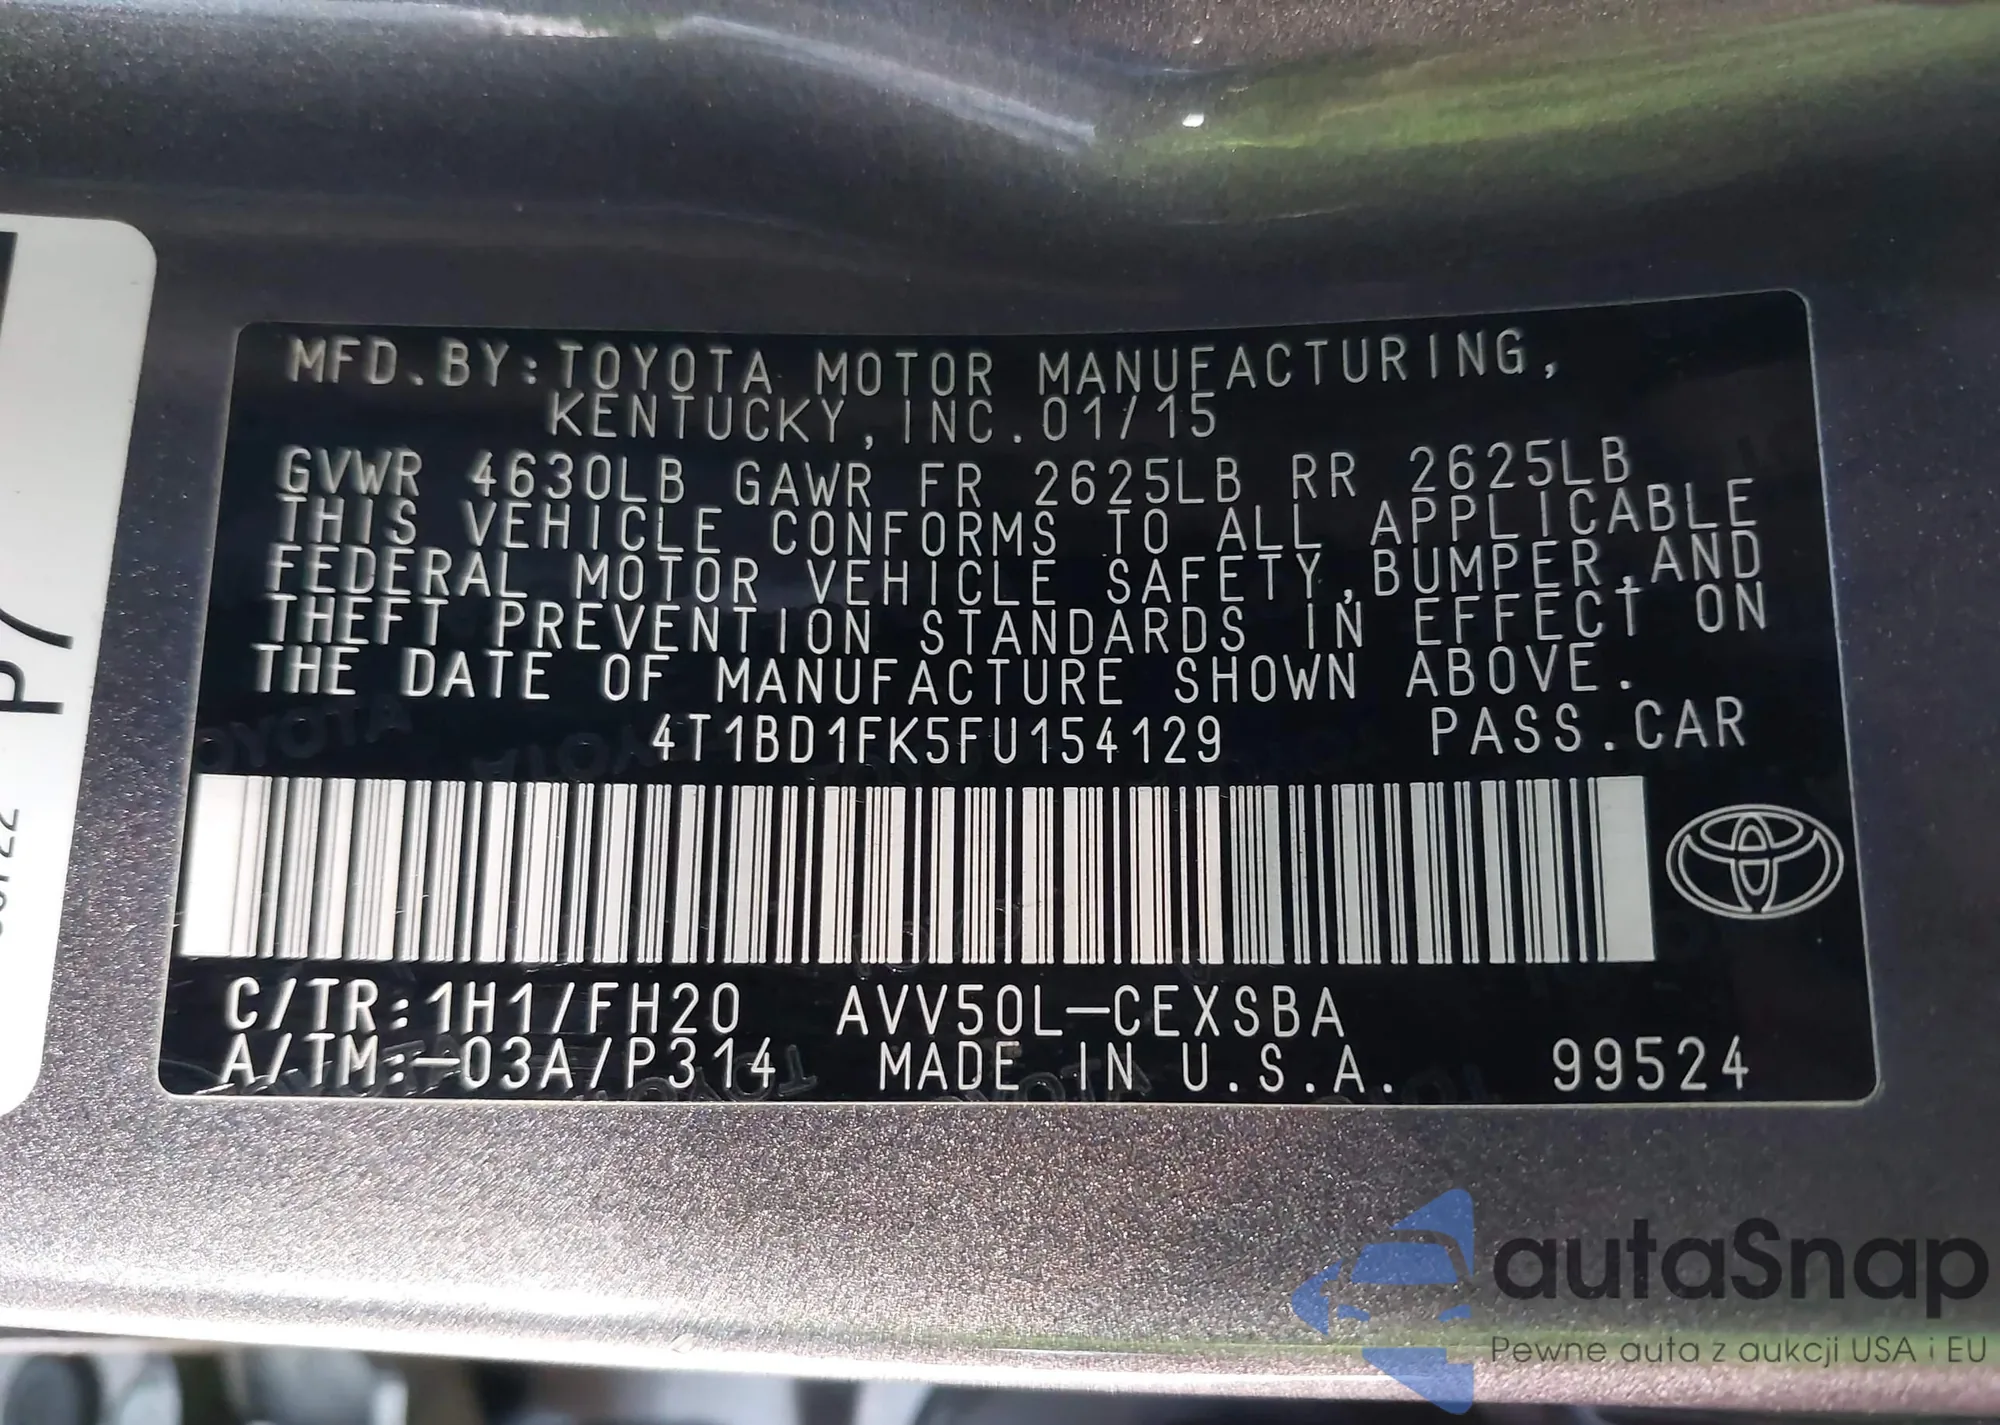 MFD.BY:TOYOTA MOTOR MANUFACTURING,
KENTUCKY,INC.01/15
GVWR 4630LB GAWR FR 2625LB RR 2625LB
THIS VEHICLE CONFORMS TO ALL APPLICABLE
FEDERAL MOTOR VEHICLE SAFETY,BUMPER,AND
THEFT PREVENTION STANDARDS IN EFFECT ON
THE DATE OF MANUFACTURE SHOWN ABOVE.
4T1BD1FK5FU154129 PASS.CAR
C/TR:1H1/FH20 AVV50L-CEXSBA
A/TM:-03A/P314 MADE IN U.S.A. 99524
P7
autaSnap
Pewne auta z aukcji USA i EU